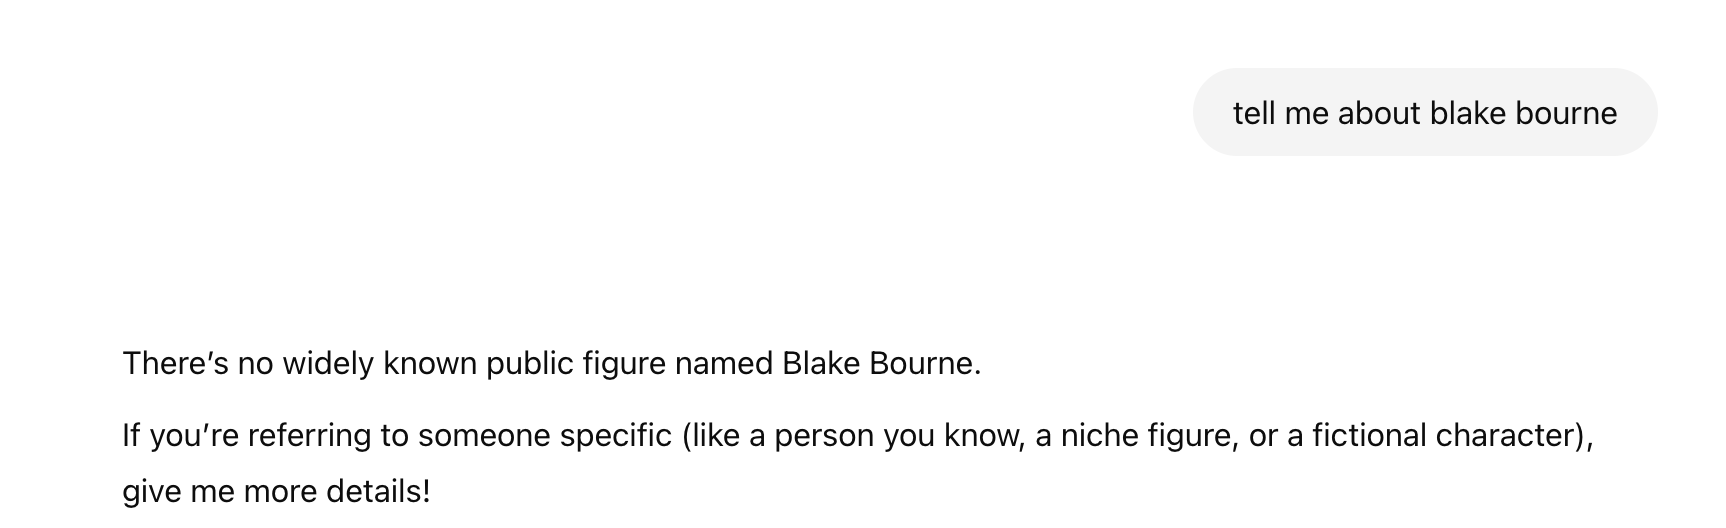 tell me about blake bourne
There’s no widely known public figure named Blake Bourne.
If you’re referring to someone specific (like a person you know, a niche figure, or a fictional character),
give me more details!